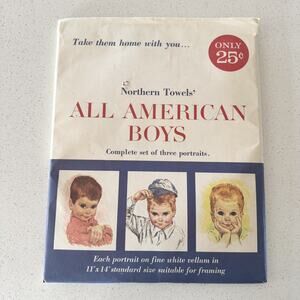 Take them home with you...
ONLY
25¢
Northern Towels'
ALL AMERICAN
BOYS
Complete set of three portraits.
Each portrait on fine white vellum in
11"x 14" standard size suitable for framing